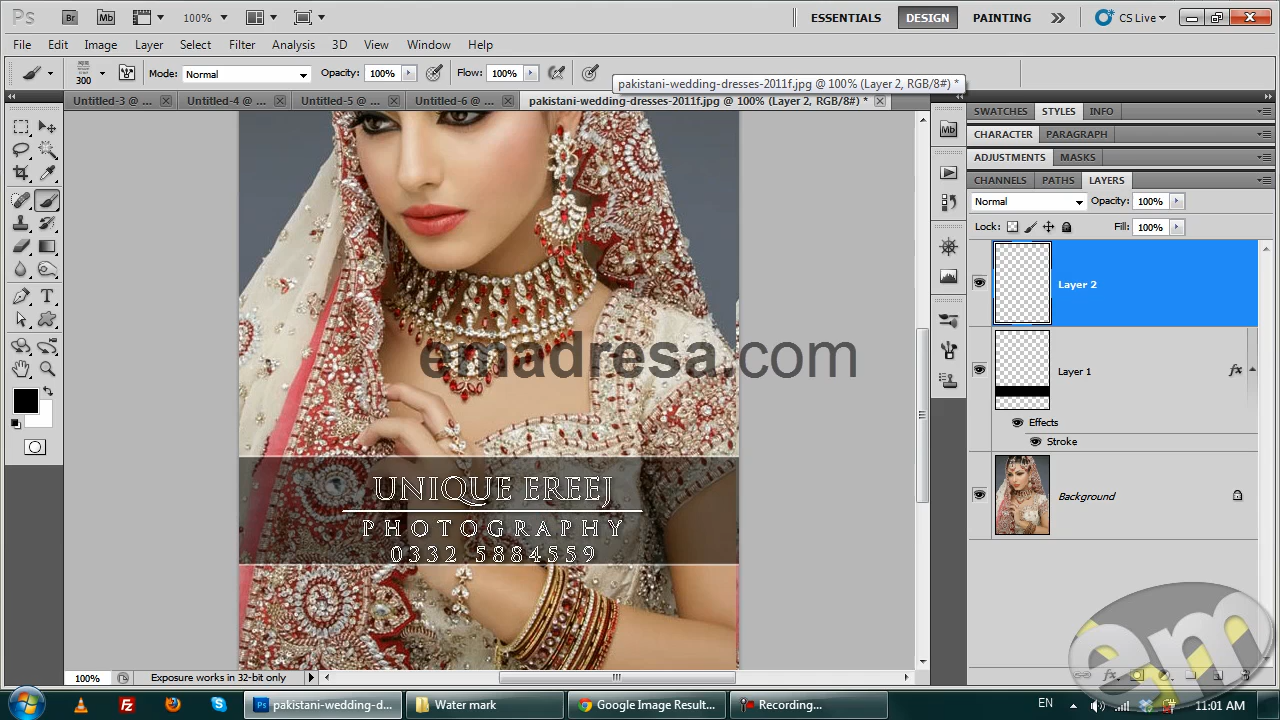 Ps Br Mb 100% ESSENTIALS DESIGN PAINTING CS Live
File Edit Image Layer Select Filter Analysis 3D View Window Help
300 Mode: Normal Opacity: 100% Flow: 100%
pakistani-wedding-dresses-2011f.jpg @ 100% (Layer 2, RGB/8#) *
Untitled-3 @ ... Untitled-4 @ ... Untitled-5 @ ... Untitled-6 @ ... pakistani-wedding-dresses-2011f.jpg @ 100% (Layer 2, RGB/8#) *
SWATCHES STYLES INFO
Mb
CHARACTER PARAGRAPH
ADJUSTMENTS MASKS
CHANNELS PATHS LAYERS
Normal Opacity: 100%
Lock: Fill: 100%
Layer 2
emadresa.com
Layer 1 fx
Effects
Stroke
UNIQUE EREEJ
PHOTOGRAPHY
0332 5884559
Background
em
100% Exposure works in 32-bit only
Ps pakistani-wedding-d... Water mark Google Image Result... Recording... EN 11:01 AM